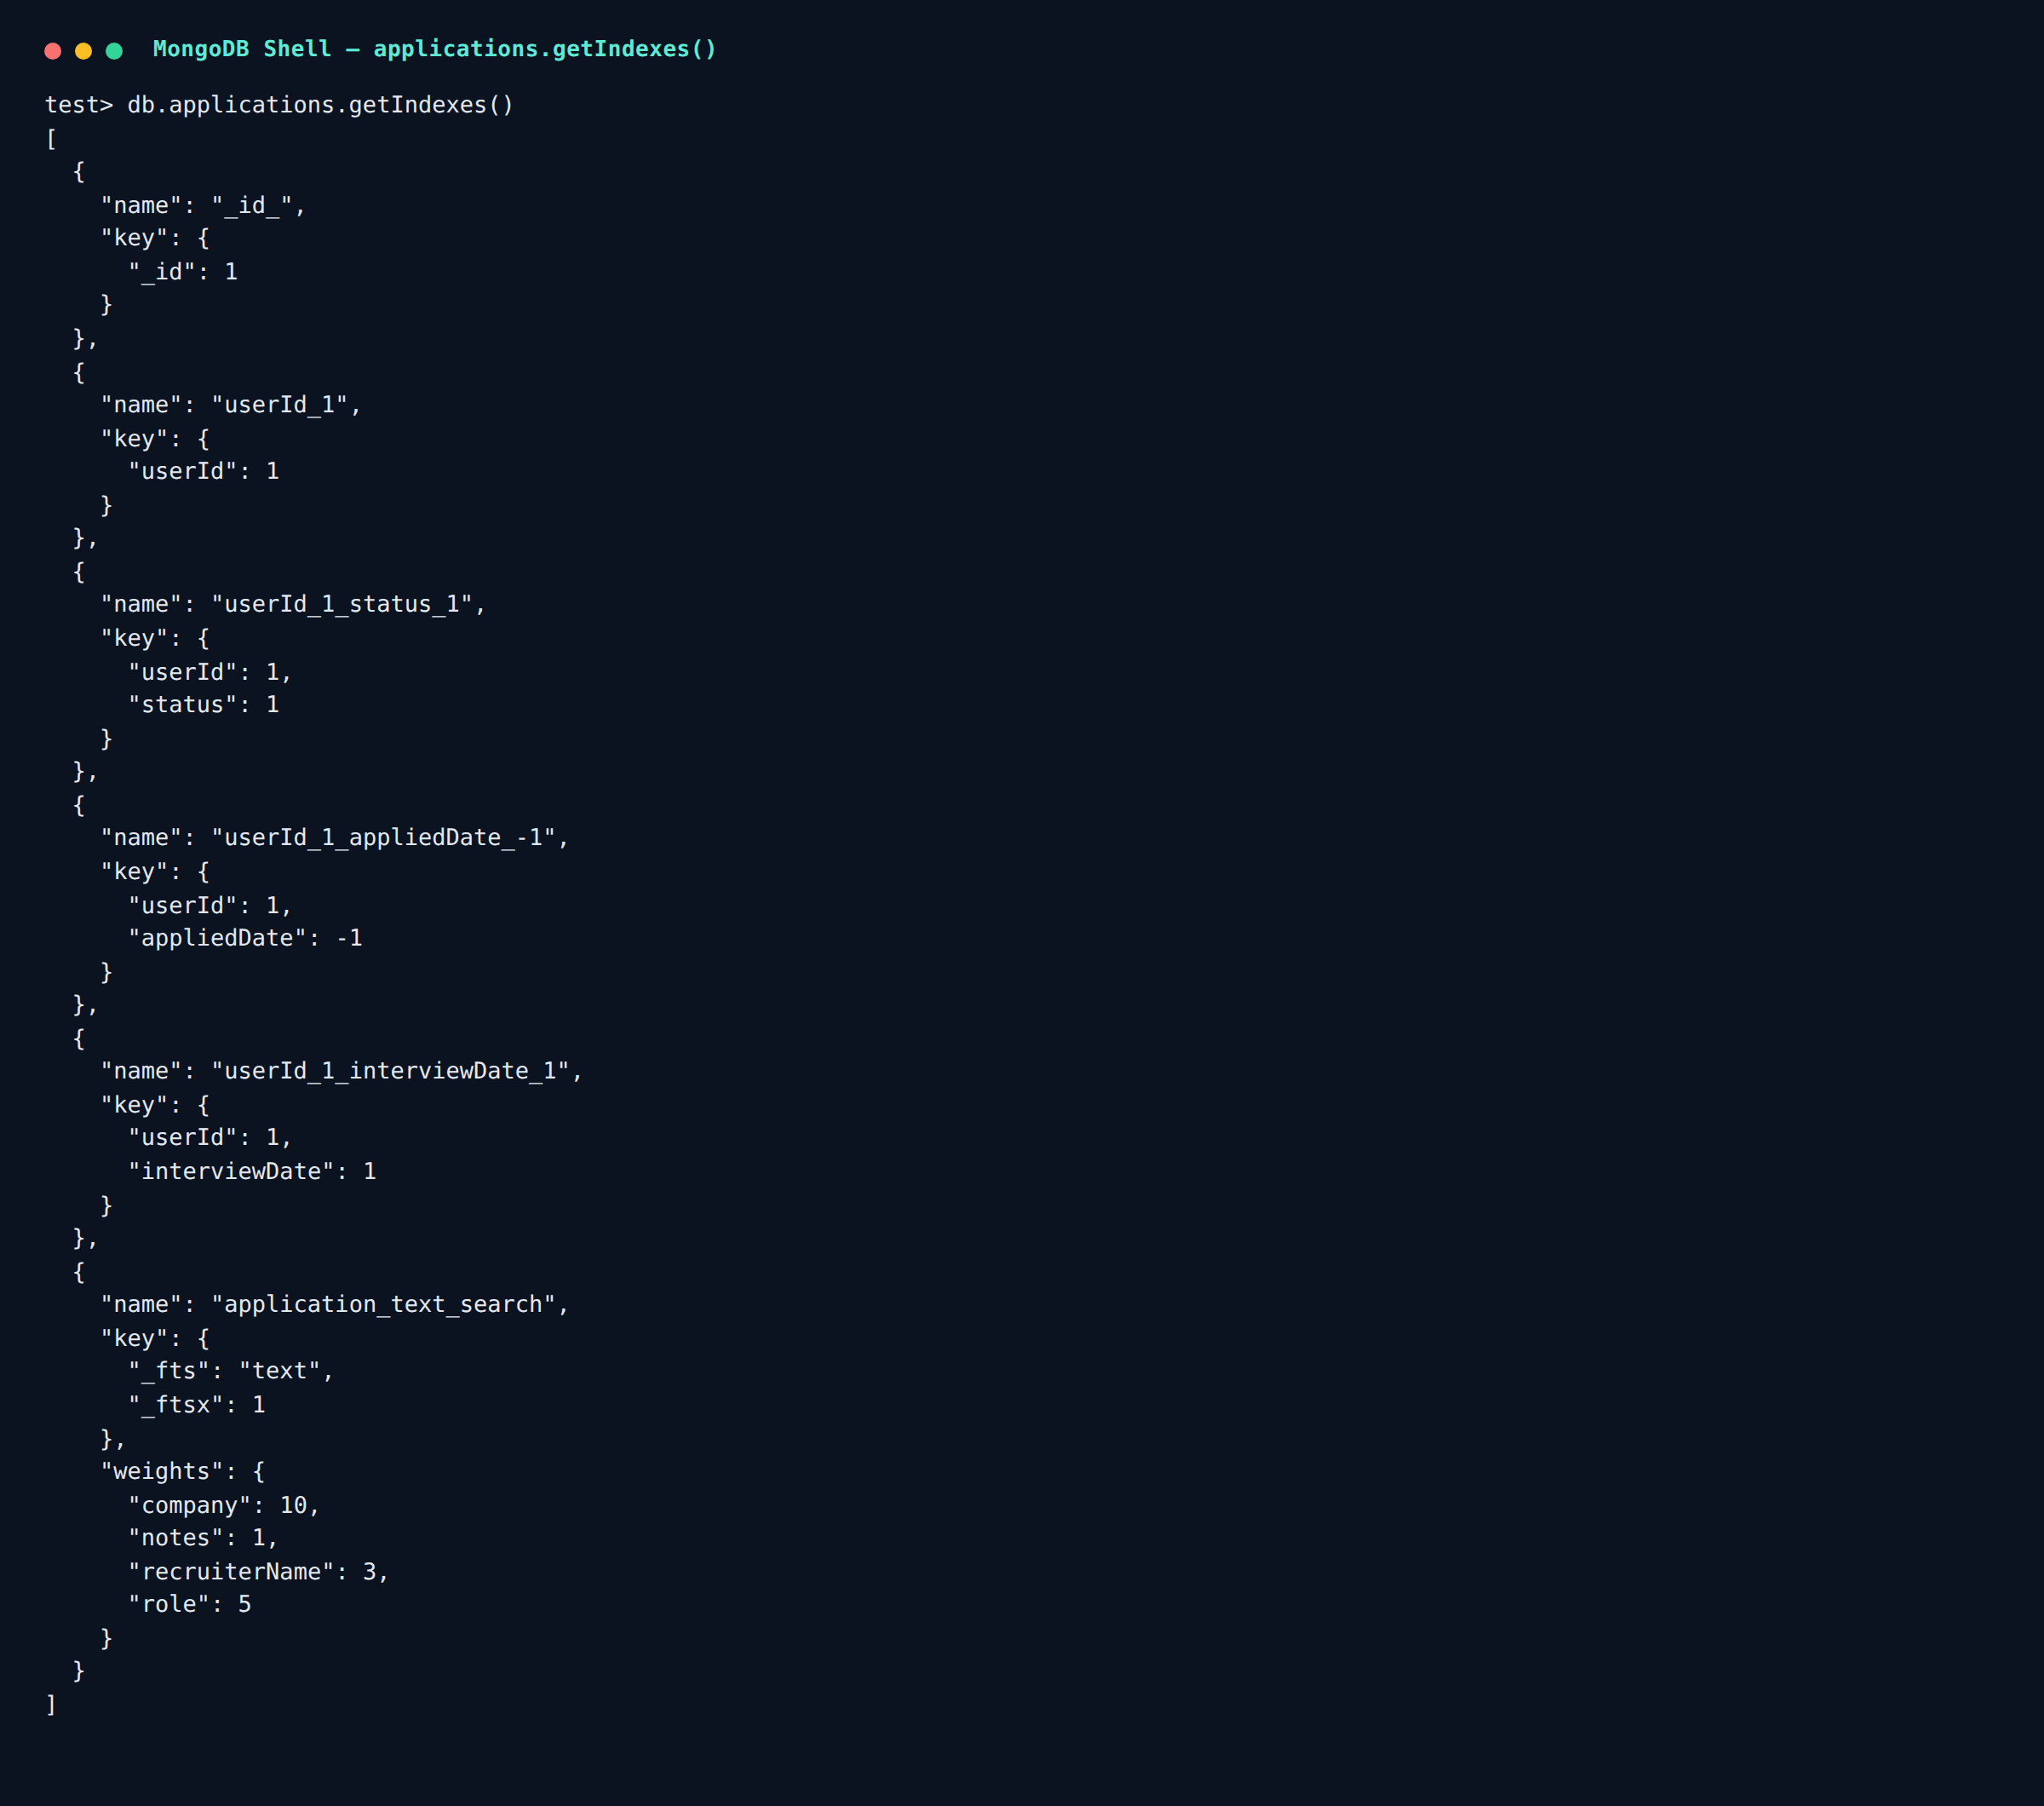 MongoDB Shell — applications.getIndexes()
test> db.applications.getIndexes()
[
  {
    "name": "_id_",
    "key": {
      "_id": 1
    }
  },
  {
    "name": "userId_1",
    "key": {
      "userId": 1
    }
  },
  {
    "name": "userId_1_status_1",
    "key": {
      "userId": 1,
      "status": 1
    }
  },
  {
    "name": "userId_1_appliedDate_-1",
    "key": {
      "userId": 1,
      "appliedDate": -1
    }
  },
  {
    "name": "userId_1_interviewDate_1",
    "key": {
      "userId": 1,
      "interviewDate": 1
    }
  },
  {
    "name": "application_text_search",
    "key": {
      "_fts": "text",
      "_ftsx": 1
    },
    "weights": {
      "company": 10,
      "notes": 1,
      "recruiterName": 3,
      "role": 5
    }
  }
]